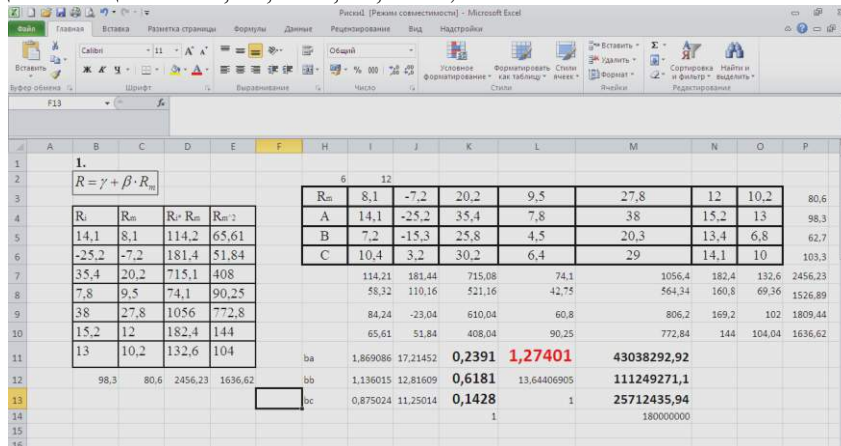 Риски1 [Режим совместимости] - Microsoft Excel
Файл Главная Вставка Разметка страницы Формулы Данные Рецензирование Вид Надстройки
Вставить Calibri 11 Общий Условное форматирование Форматировать как таблицу Стили ячеек Вставить Удалить Формат Сортировка и фильтр Найти и выделить
Буфер обмена Шрифт Выравнивание Число Стили Ячейки Редактирование
F13 fx
A B C D E F H I J K L M N O P
1 1.
2 R = γ + β · Rm 6 12
3 Rm 8,1 -7,2 20,2 9,5 27,8 12 10,2 80,6
4 Ri Rm Ri* Rm Rm^2 A 14,1 -25,2 35,4 7,8 38 15,2 13 98,3
5 14,1 8,1 114,2 65,61 B 7,2 -15,3 25,8 4,5 20,3 13,4 6,8 62,7
6 -25,2 -7,2 181,4 51,84 C 10,4 3,2 30,2 6,4 29 14,1 10 103,3
7 35,4 20,2 715,1 408 114,21 181,44 715,08 74,1 1056,4 182,4 132,6 2456,23
8 7,8 9,5 74,1 90,25 58,32 110,16 521,16 42,75 564,34 160,8 69,36 1526,89
9 38 27,8 1056 772,8 84,24 -23,04 610,04 60,8 806,2 169,2 102 1809,44
10 15,2 12 182,4 144 65,61 51,84 408,04 90,25 772,84 144 104,04 1636,62
11 13 10,2 132,6 104 ba 1,869086 17,21452 0,2391 1,27401 43038292,92
12 98,3 80,6 2456,23 1636,62 bb 1,136015 12,81609 0,6181 13,64406905 111249271,1
13 bc 0,875024 11,25014 0,1428 1 25712435,94
14 1 180000000
15
16